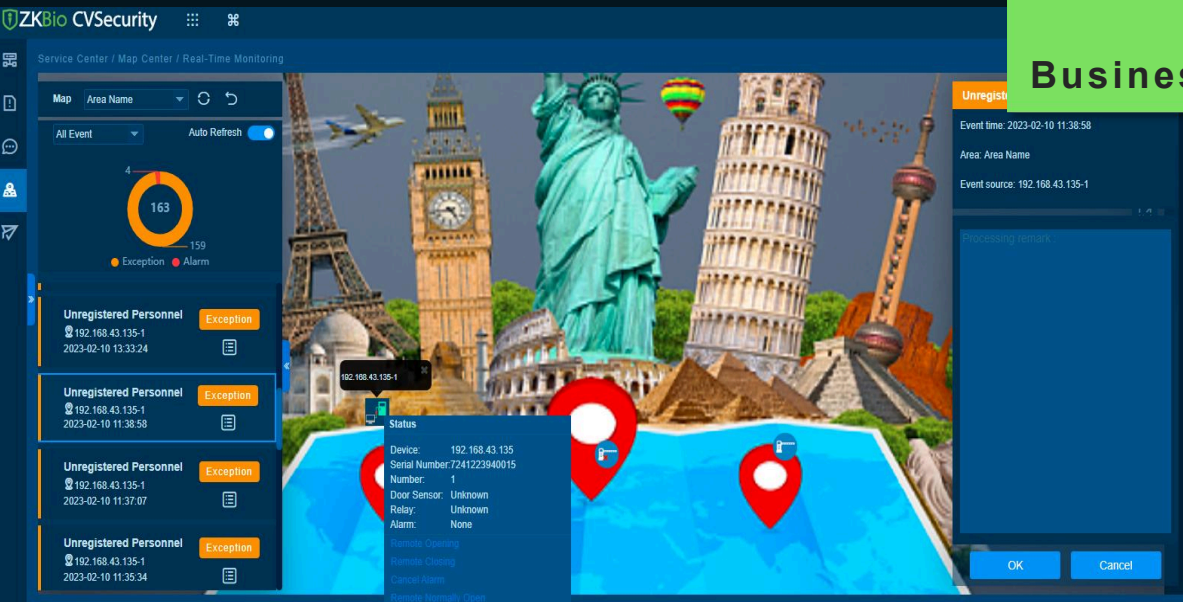 ZKBio CVSecurity
Busines
Service Center / Map Center / Real-Time Monitoring
Map Area Name
All Event Auto Refresh
4
163
159
Exception Alarm
Unregistered Personnel
Exception
192.168.43.135-1
2023-02-10 13:33:24
Unregistered Personnel
Exception
192.168.43.135-1
2023-02-10 11:38:58
Unregistered Personnel
Exception
192.168.43.135-1
2023-02-10 11:37:07
Unregistered Personnel
Exception
192.168.43.135-1
2023-02-10 11:35:34
192.168.43.135-1
Status
Device: 192.168.43.135
Serial Number:7241223940015
Number: 1
Door Sensor: Unknown
Relay: Unknown
Alarm: None
Remote Opening
Remote Closing
Cancel Alarm
Remote Normally Open
Unregist
Event time: 2023-02-10 11:38:58
Area: Area Name
Event source: 192.168.43.135-1
Processing remark
OK Cancel